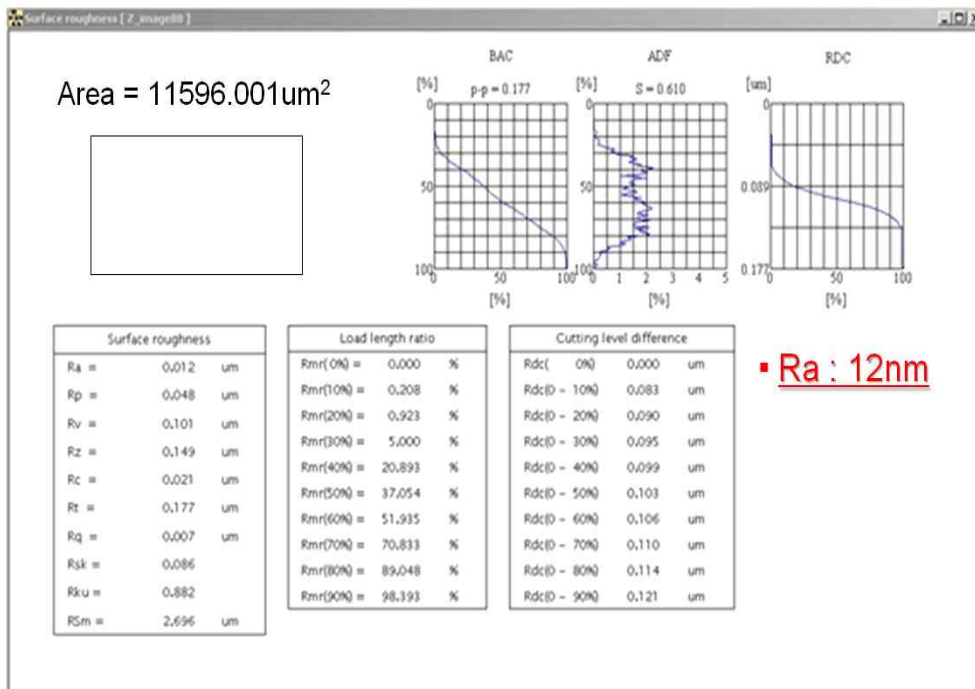 Surface roughness [ Z_image00 ]
Area = 11596.001um²
BAC
[%]
p-p = 0.177
0
50
100
0 50 100
[%]
ADF
[%]
S = 0.610
0
50
100
0 1 2 3 4 5
[%]
RDC
[um]
0
0.089
0.177
0 50 100
[%]
Surface roughness
Ra = 0.012 um
Rp = 0.048 um
Rv = 0.101 um
Rz = 0.149 um
Rc = 0.021 um
Rt = 0.177 um
Rq = 0.007 um
Rsk = 0.086
Rku = 0.882
RSm = 2.696 um
Load length ratio
Rmr( 0%) = 0.000 %
Rmr(10%) = 0.208 %
Rmr(20%) = 0.923 %
Rmr(30%) = 5.000 %
Rmr(40%) = 20.893 %
Rmr(50%) = 37.054 %
Rmr(60%) = 51.935 %
Rmr(70%) = 70.833 %
Rmr(80%) = 89.048 %
Rmr(90%) = 98.393 %
Cutting level difference
Rdc( 0%) 0.000 um
Rdc(0 - 10%) 0.083 um
Rdc(0 - 20%) 0.090 um
Rdc(0 - 30%) 0.095 um
Rdc(0 - 40%) 0.099 um
Rdc(0 - 50%) 0.103 um
Rdc(0 - 60%) 0.106 um
Rdc(0 - 70%) 0.110 um
Rdc(0 - 80%) 0.114 um
Rdc(0 - 90%) 0.121 um
▪ Ra : 12nm